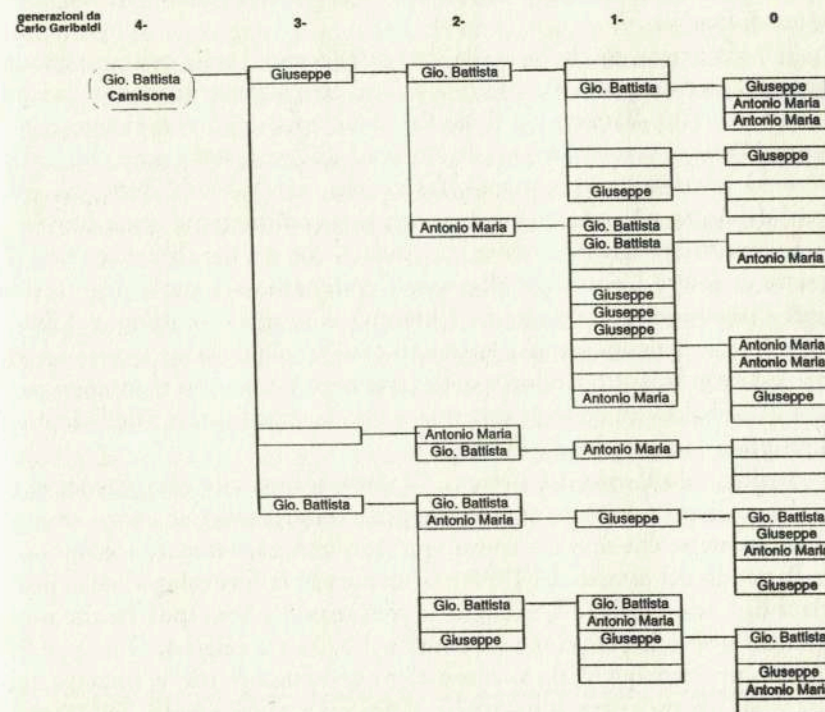 generazioni da
Carlo Garibaldi
4- 3- 2- 1- 0
Gio. Battista
Camisone
Giuseppe
Gio. Battista
Gio. Battista
Giuseppe
Antonio Maria
Antonio Maria
Giuseppe
Giuseppe
Antonio Maria
Gio. Battista
Gio. Battista
Antonio Maria
Giuseppe
Giuseppe
Giuseppe
Antonio Maria
Antonio Maria
Giuseppe
Antonio Maria
Antonio Maria
Gio. Battista
Antonio Maria
Gio. Battista
Gio. Battista
Antonio Maria
Giuseppe
Gio. Battista
Giuseppe
Antonio Maria
Giuseppe
Gio. Battista
Giuseppe
Gio. Battista
Antonio Maria
Giuseppe
Gio. Battista
Giuseppe
Antonio Maria